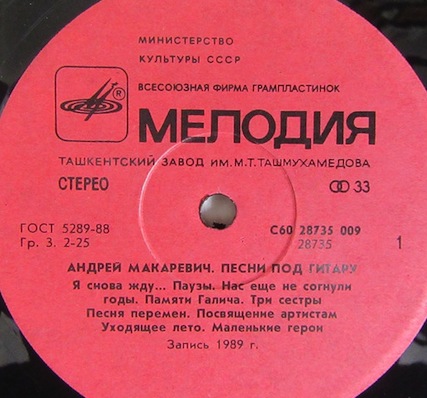 МИНИСТЕРСТВО
КУЛЬТУРЫ СССР
ВСЕСОЮЗНАЯ ФИРМА ГРАМПЛАСТИНОК
®
МЕЛОДИЯ
ТАШКЕНТСКИЙ ЗАВОД ИМ. М.Т. ТАШМУХАМЕДОВА
СТЕРЕО
33
ГОСТ 5289-88
Гр. 3. 2-25
С60 28735 009
28735
1
АНДРЕЙ МАКАРЕВИЧ. ПЕСНИ ПОД ГИТАРУ
Я снова жду... Паузы. Нас еще не согнули
годы. Памяти Галича. Три сестры
Песня перемен. Посвящение артистам
Уходящее лето. Маленькие герои
Запись 1989 г.